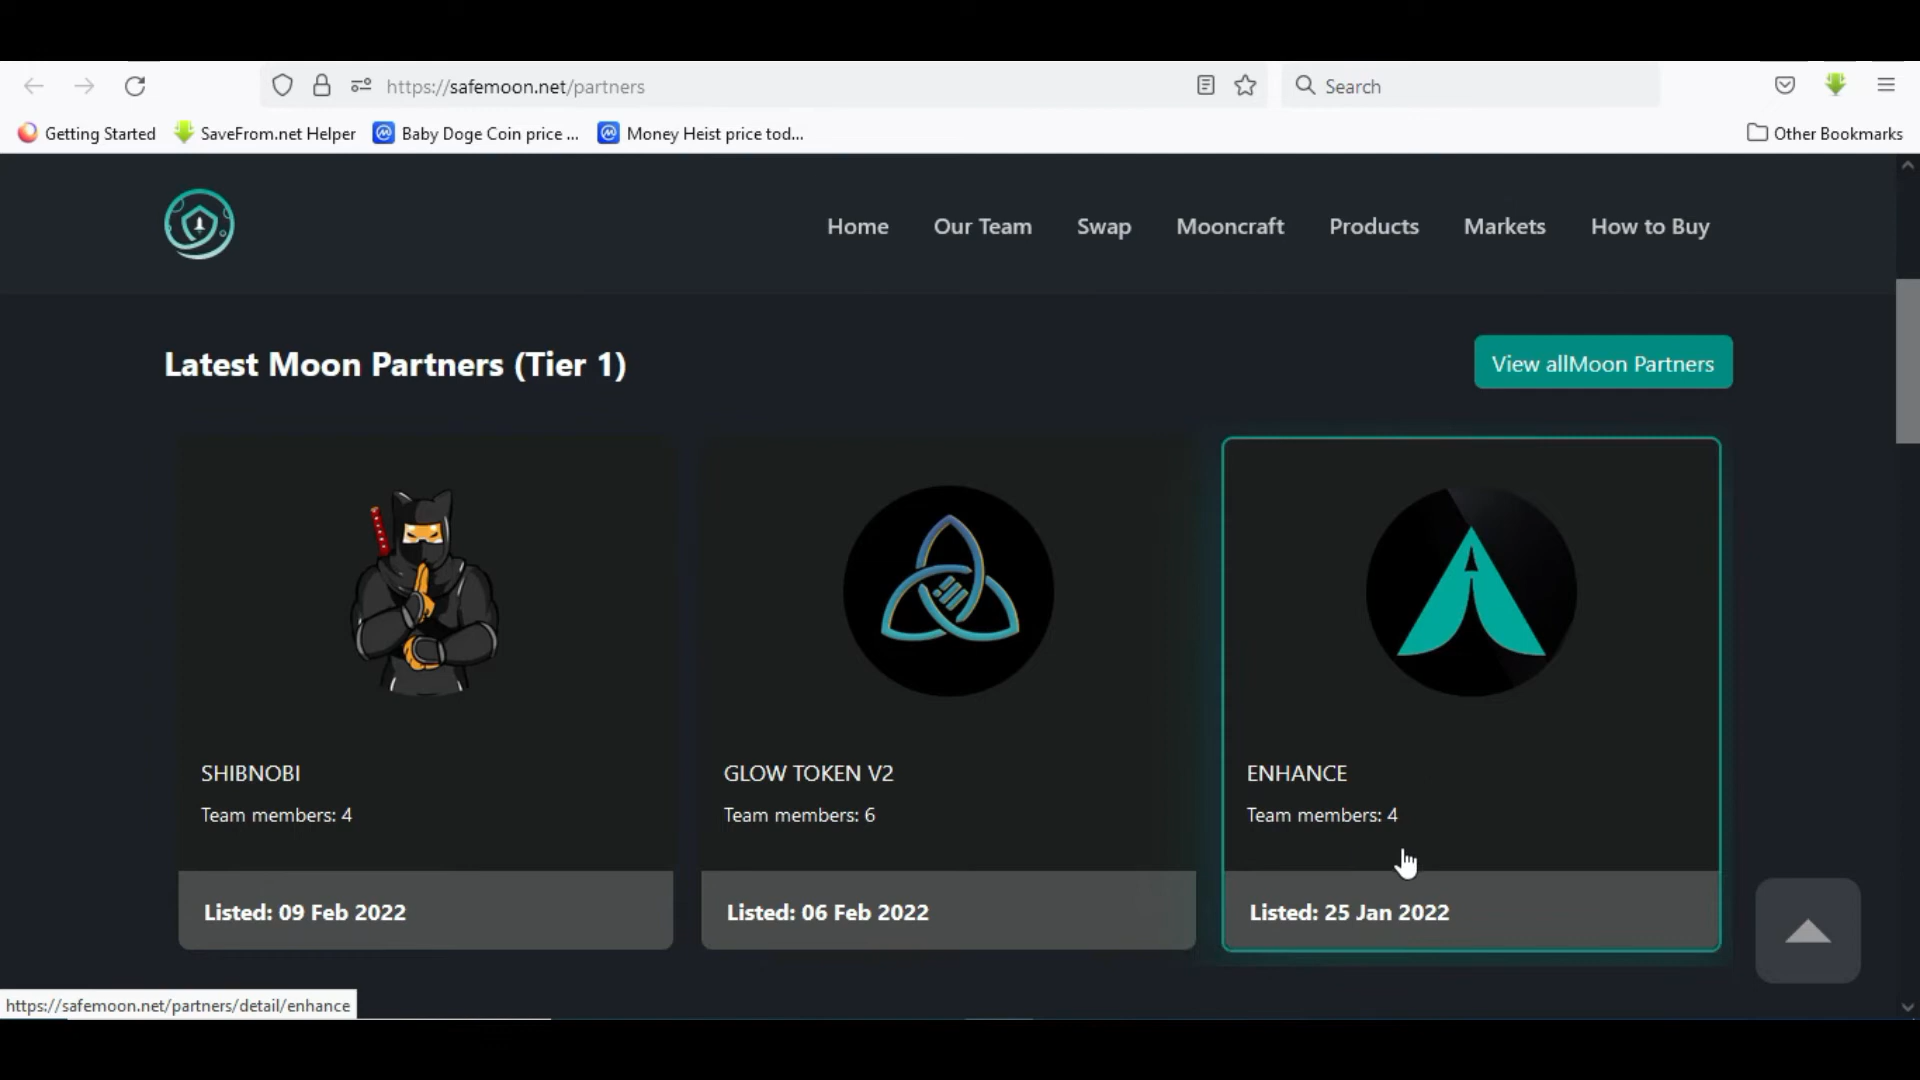 https://safemoon.net/partners
Search
Getting Started
SaveFrom.net Helper
Baby Doge Coin price ...
Money Heist price tod...
Other Bookmarks
Home
Our Team
Swap
Mooncraft
Products
Markets
How to Buy
Latest Moon Partners (Tier 1)
View allMoon Partners
SHIBNOBI
Team members: 4
Listed: 09 Feb 2022
GLOW TOKEN V2
Team members: 6
Listed: 06 Feb 2022
ENHANCE
Team members: 4
Listed: 25 Jan 2022
https://safemoon.net/partners/detail/enhance